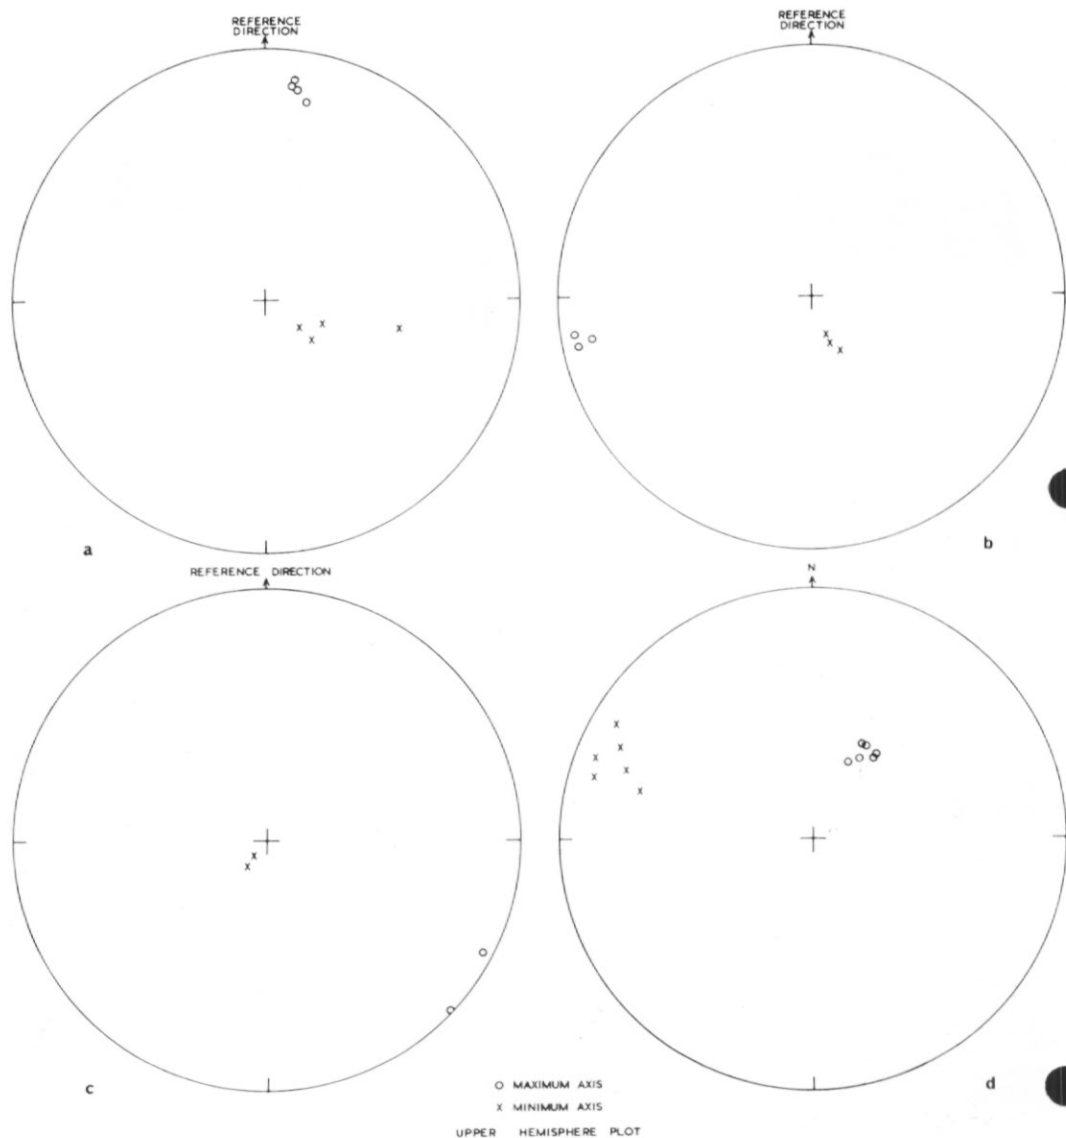 REFERENCE
DIRECTION
REFERENCE
DIRECTION
a
b
REFERENCE DIRECTION
N
c
d
O MAXIMUM AXIS
X MINIMUM AXIS
UPPER HEMISPHERE PLOT